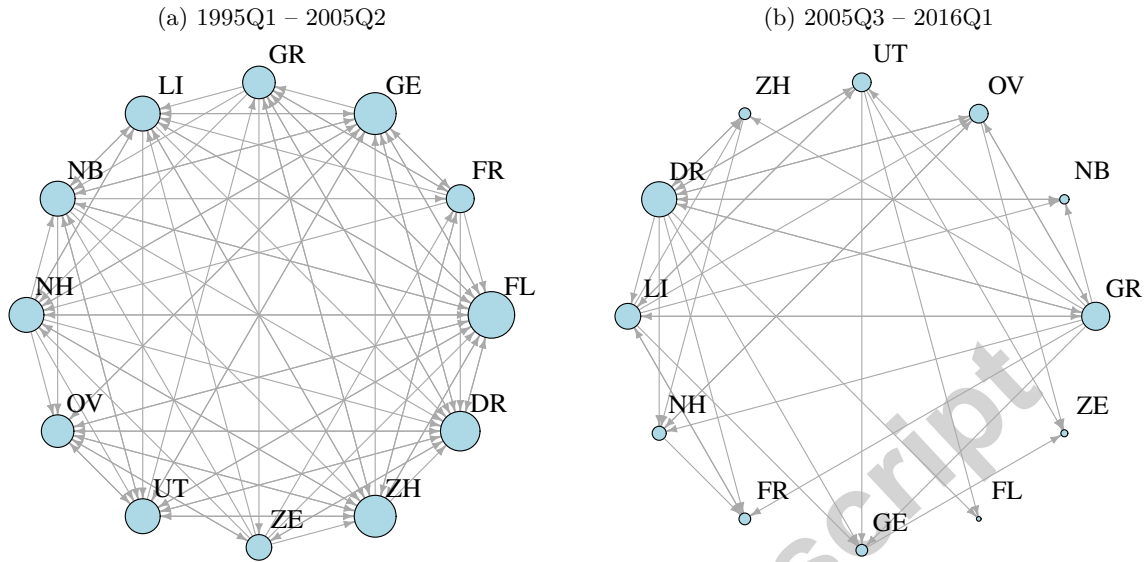 (a) 1995Q1 – 2005Q2
(b) 2005Q3 – 2016Q1
GR
LI
GE
NB
FR
NH
FL
OV
DR
UT
ZH
ZE
UT
ZH
OV
DR
NB
LI
GR
NH
ZE
FR
FL
GE
script